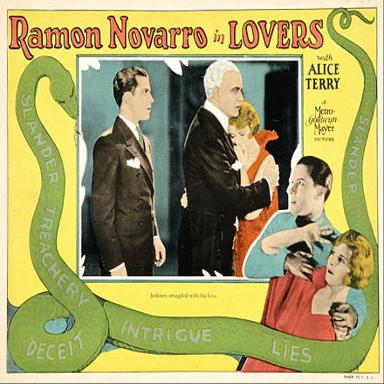 Ramon Novarro in LOVERS
with
ALICE
TERRY
A
Metro-
Goldwyn-
Mayer
PICTURE
SLANDER
TREACHERY
DECEIT
INTRIGUE
LIES
SLANDER
Jealousy struggled with his love.